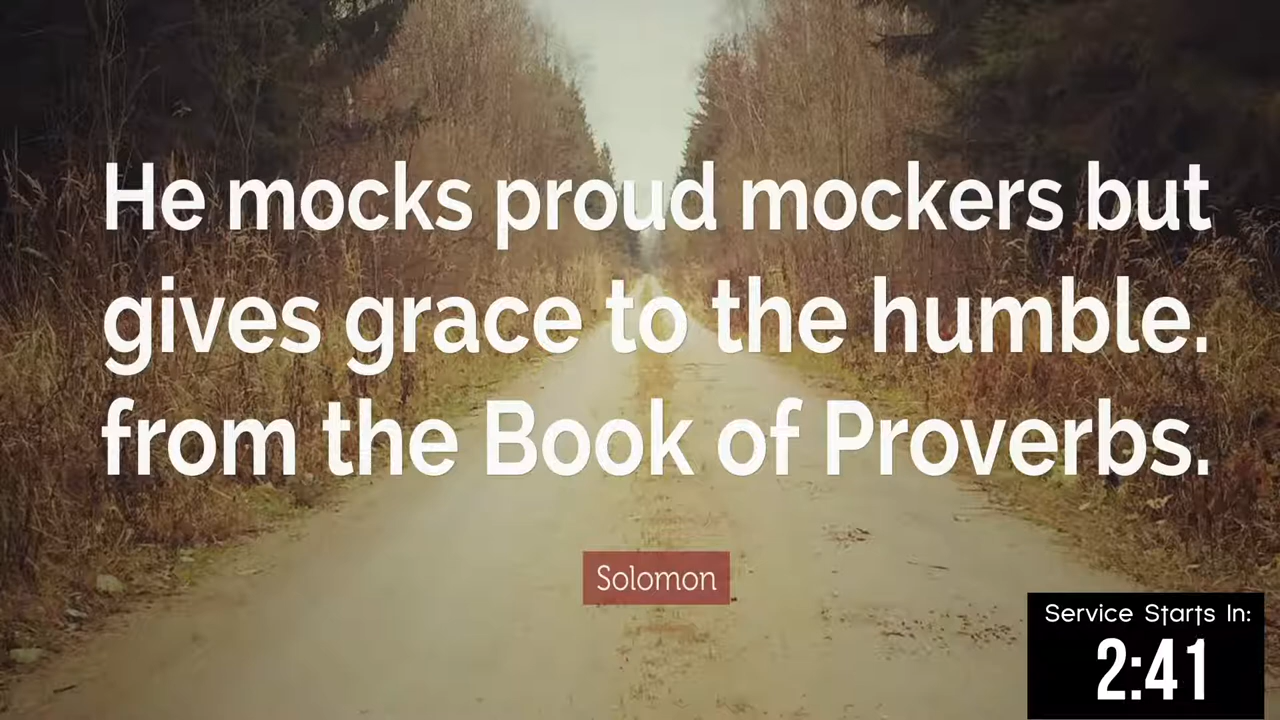 He mocks proud mockers but
gives grace to the humble.
from the Book of Proverbs.
Solomon
Service Starts In:
2:41